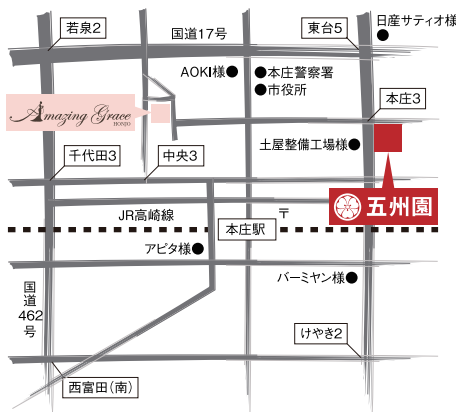 若泉2
国道17号
東台5
日産サティオ様
AOKI様
本庄警察署
市役所
本庄3
Amazing Grace
HONJO
土屋整備工場様
千代田3
中央3
五州園
JR高崎線
本庄駅
〒
アピタ様
バーミヤン様
国道462号
けやき2
西富田(南)